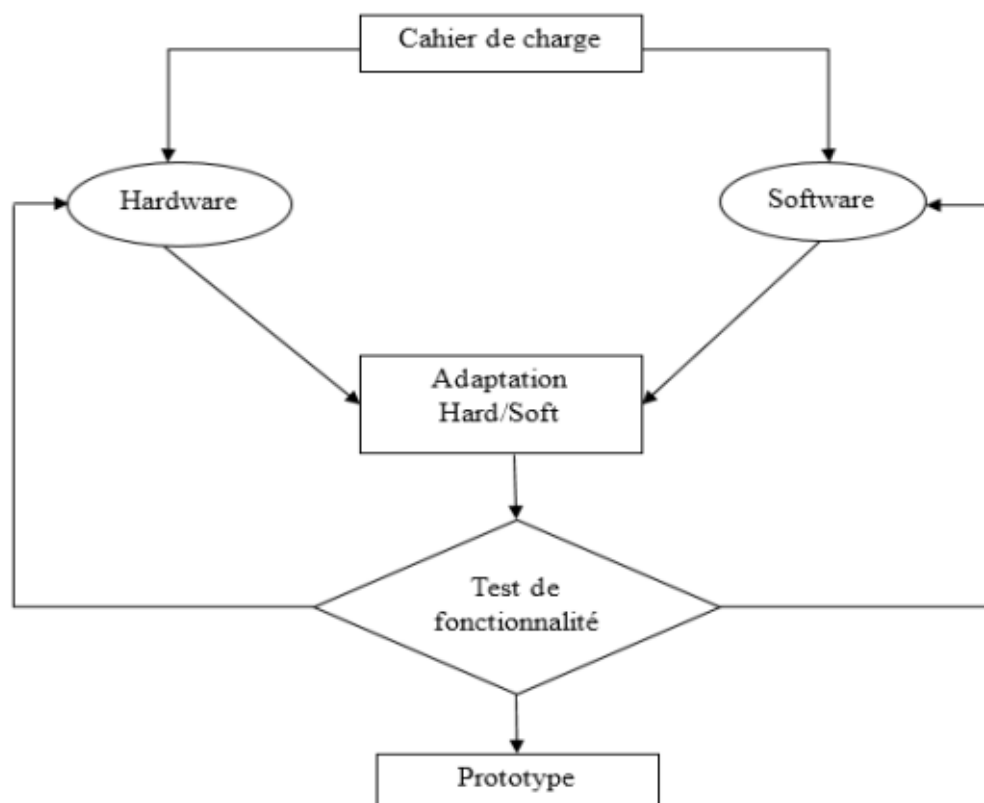 Cahier de charge
Hardware
Software
Adaptation
Hard/Soft
Test de
fonctionnalité
Prototype